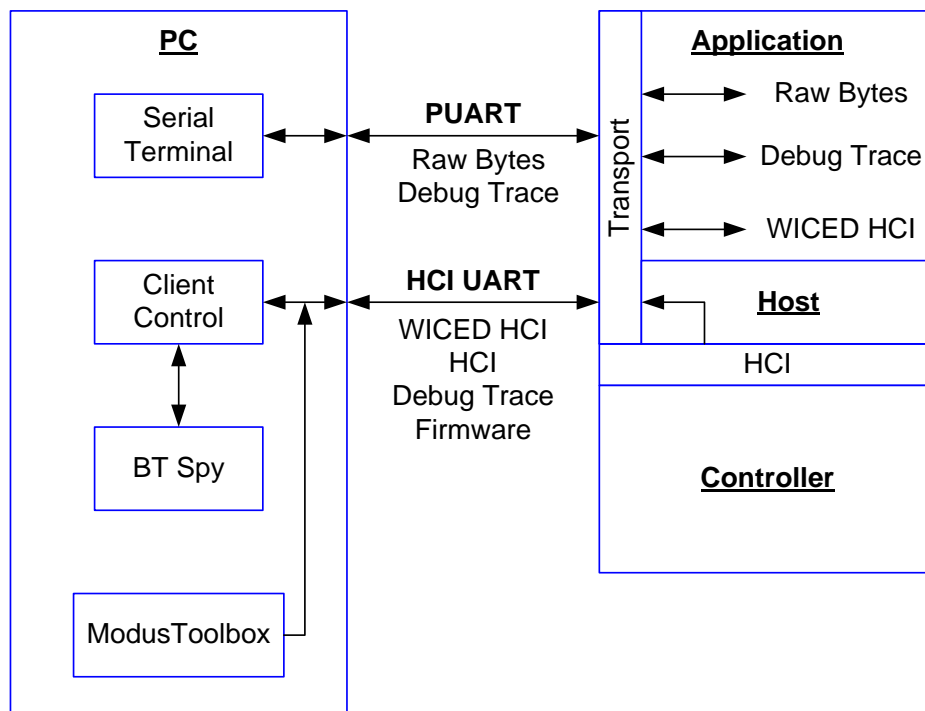 PC
Serial
Terminal
Client
Control
BT Spy
ModusToolbox
PUART
Raw Bytes
Debug Trace
HCI UART
WICED HCI
HCI
Debug Trace
Firmware
Transport
Application
Raw Bytes
Debug Trace
WICED HCI
Host
HCI
Controller